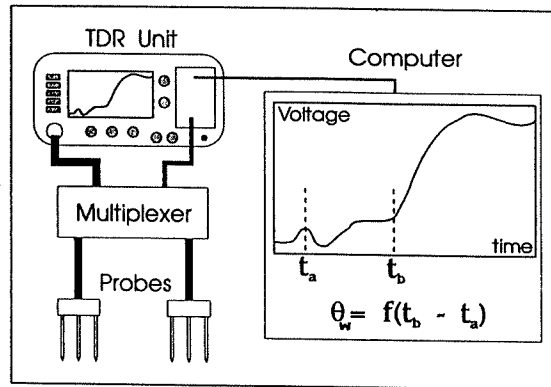 TDR Unit
Computer
Voltage
time
t_a
t_b
Multiplexer
Probes
θ_w = f(t_b - t_a)